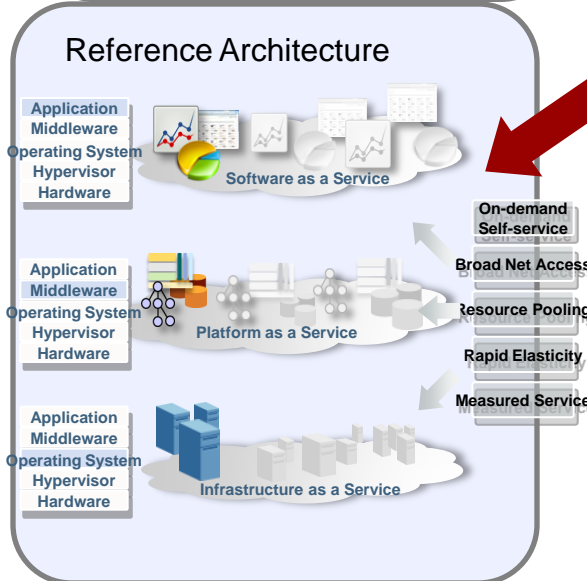 Reference Architecture
Application
Middleware
Operating System
Hypervisor
Hardware
Software as a Service
On-demand
Self-service
Broad Net Access
Resource Pooling
Rapid Elasticity
Measured Service
Application
Middleware
Operating System
Hypervisor
Hardware
Platform as a Service
Application
Middleware
Operating System
Hypervisor
Hardware
Infrastructure as a Service